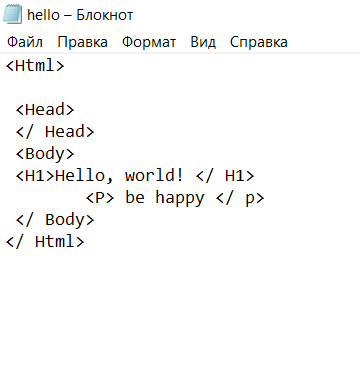 hello – Блокнот
Файл Правка Формат Вид Справка
<Html>
<Head>
</ Head>
<Body>
<H1>Hello, world! </ H1>
<P> be happy </ p>
</ Body>
</ Html>